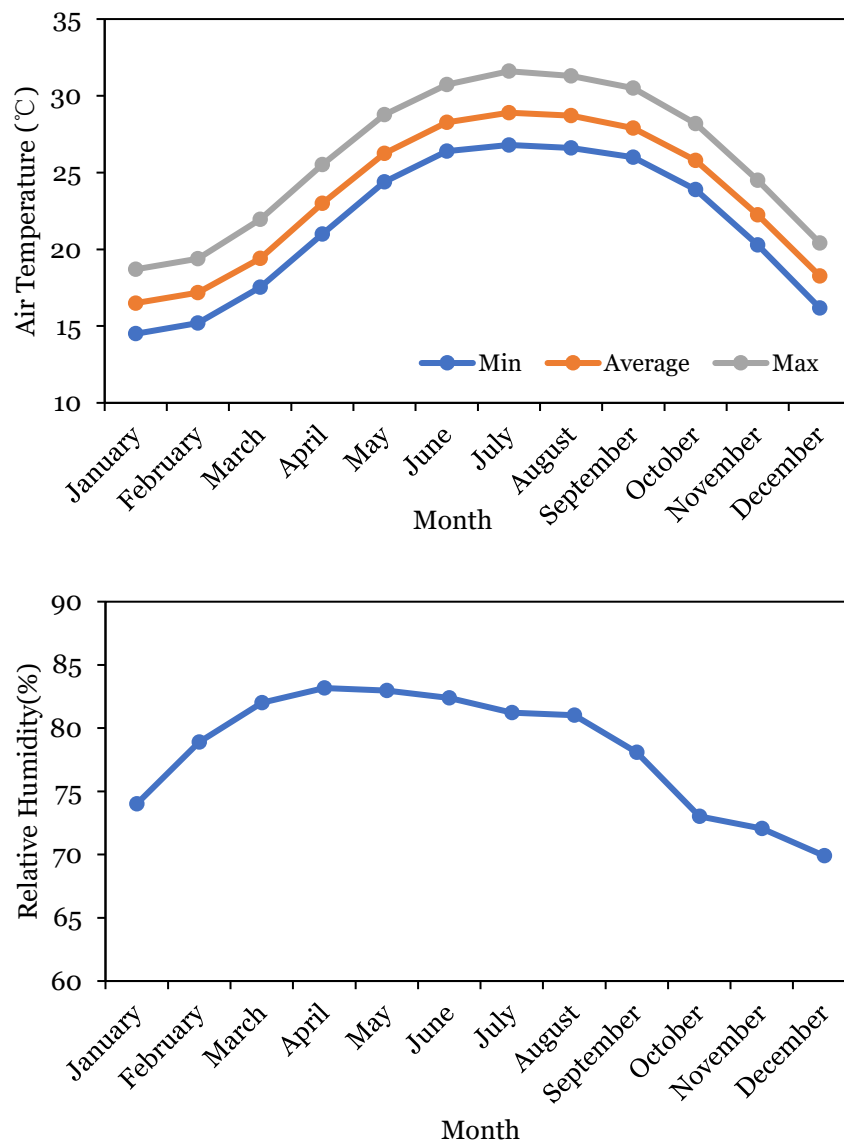 35
30
25
20
15
10
Air Temperature (℃)
Min Average Max
January
February
March
April
May
June
July
August
September
October
November
December
Month
90
85
80
75
70
65
60
Relative Humidity(%)
January
February
March
April
May
June
July
August
September
October
November
December
Month